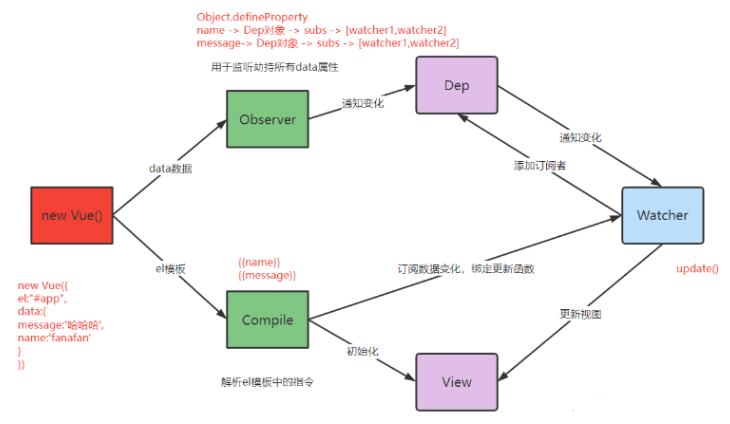 Object.defineProperty
name -> Dep对象 -> subs -> [watcher1,watcher2]
message-> Dep对象 -> subs -> [watcher1,watcher2]
用于监听劫持所有data属性
Dep
Observer
通知变化
通知变化
data数据
添加订阅者
new Vue()
Watcher
{{name}}
{{message}}
el模板
订阅数据变化，绑定更新函数
update()
new Vue({
el:"#app",
data:{
message:'哈哈哈',
name:'fanafan'
}
})
Compile
更新视图
初始化
解析el模板中的指令
View